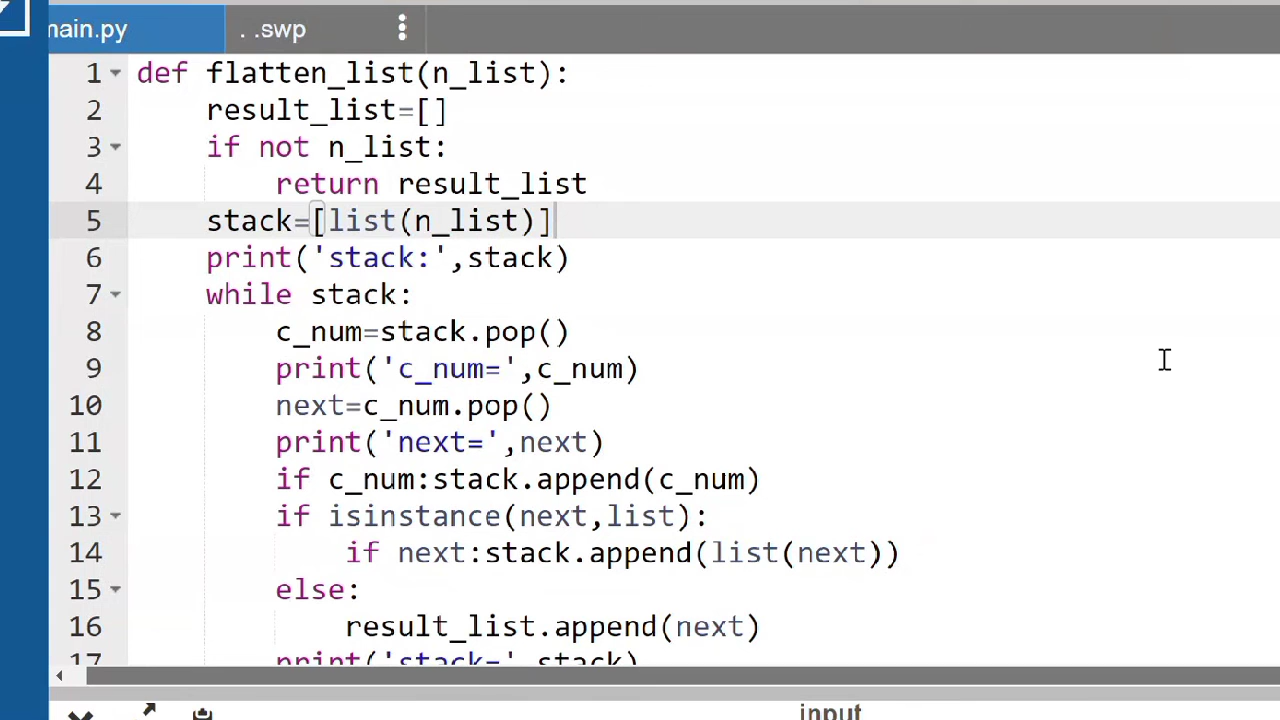 main.py
. .swp
1 def flatten_list(n_list):
2 result_list=[]
3 if not n_list:
4 return result_list
5 stack=[list(n_list)]
6 print('stack:',stack)
7 while stack:
8 c_num=stack.pop()
9 print('c_num=',c_num)
10 next=c_num.pop()
11 print('next=',next)
12 if c_num:stack.append(c_num)
13 if isinstance(next,list):
14 if next:stack.append(list(next))
15 else:
16 result_list.append(next)
17 print('stack=',stack)
input